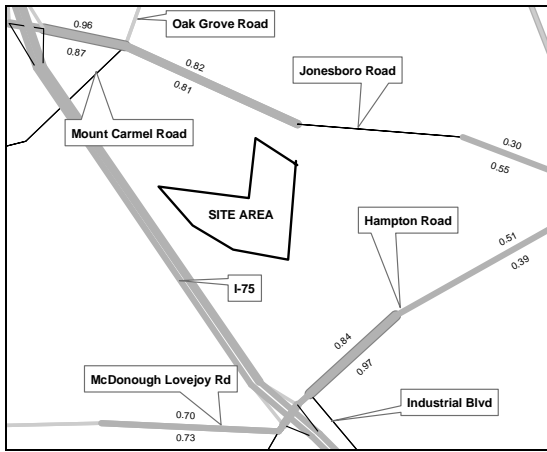 0.96
Oak Grove Road
0.87
0.82
Jonesboro Road
0.81
Mount Carmel Road
0.30
0.55
SITE AREA
Hampton Road
0.51
0.39
I-75
0.84
McDonough Lovejoy Rd
0.97
Industrial Blvd
0.70
0.73